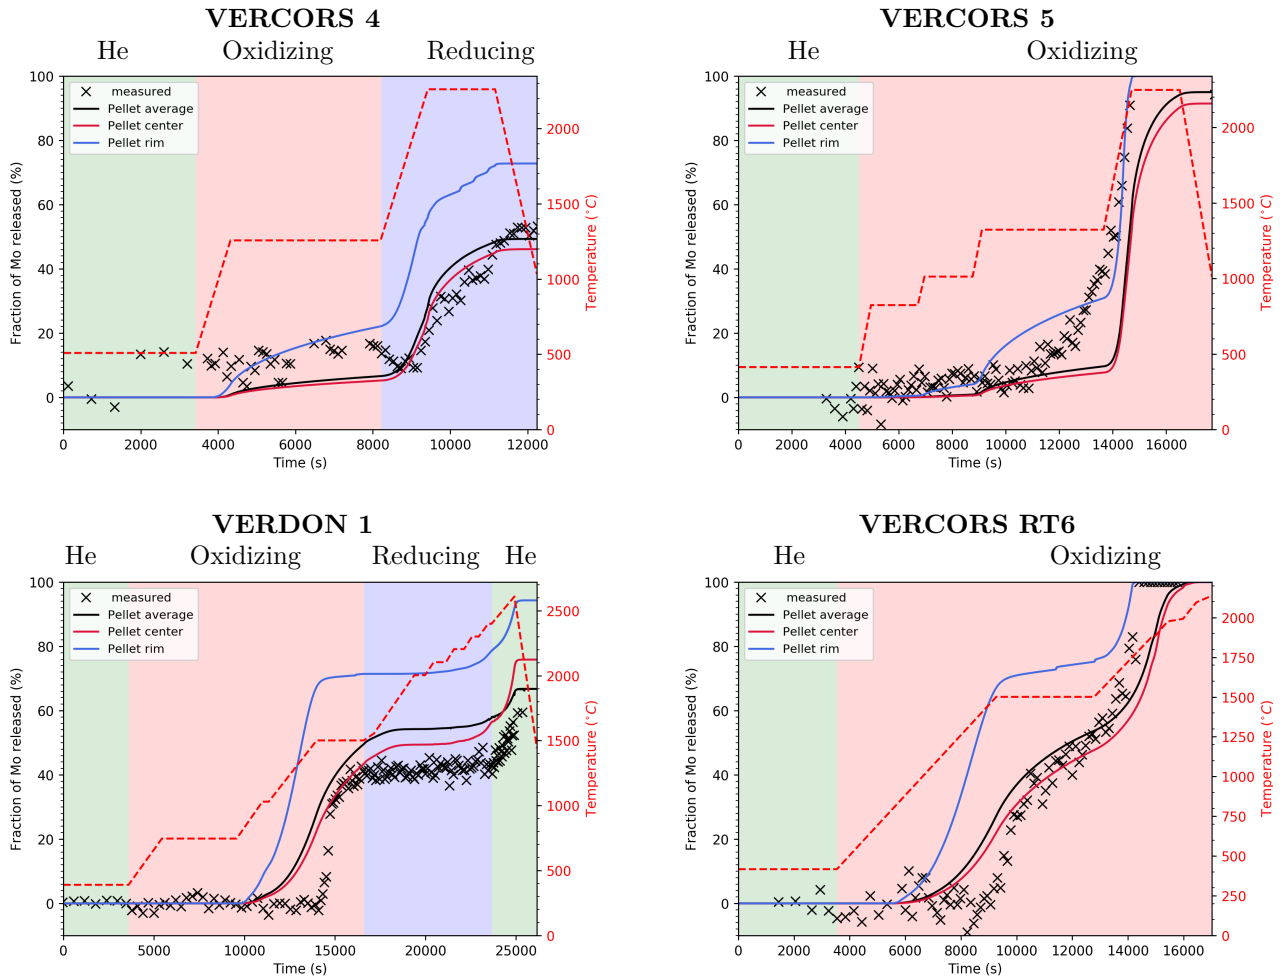 VERCORS 4
He Oxidizing Reducing
measured
Pellet average
Pellet center
Pellet rim
100
80
60
40
20
0
Fraction of Mo released (%)
2000
1500
1000
500
0
Temperature (°C)
0 2000 4000 6000 8000 10000 12000
Time (s)
VERCORS 5
He Oxidizing
measured
Pellet average
Pellet center
Pellet rim
100
80
60
40
20
0
Fraction of Mo released (%)
2000
1500
1000
500
0
Temperature (°C)
0 2000 4000 6000 8000 10000 12000 14000 16000
Time (s)
VERDON 1
He Oxidizing Reducing He
measured
Pellet average
Pellet center
Pellet rim
100
80
60
40
20
0
Fraction of Mo released (%)
2500
2000
1500
1000
500
0
Temperature (°C)
0 5000 10000 15000 20000 25000
Time (s)
VERCORS RT6
He Oxidizing
measured
Pellet average
Pellet center
Pellet rim
100
80
60
40
20
0
Fraction of Mo released (%)
2000
1750
1500
1250
1000
750
500
250
0
Temperature (°C)
0 2000 4000 6000 8000 10000 12000 14000 16000
Time (s)